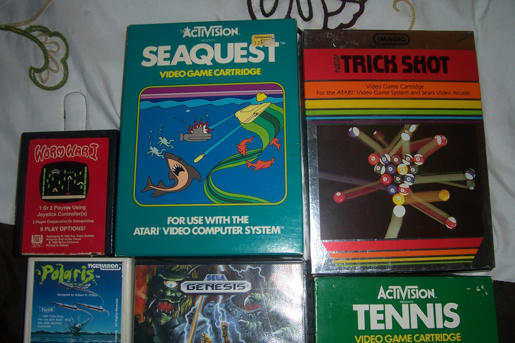 ACTIVISION
PRESENTS
SEAQUEST
VIDEO GAME CARTRIDGE
FOR USE WITH THE
ATARI VIDEO COMPUTER SYSTEM
IMAGIC
TRICK SHOT
Video Game Cartridge
For the ATARI Video Game System and Sears Video Arcade
WORM WAR I
1 Or 2 Players Using
Joystick Controller(s)
9 PLAY OPTIONS!
Polaris
TIGERVISION
SEGA
GENESIS
ACTIVISION
PRESENTS
TENNIS
VIDEO GAME CARTRIDGE